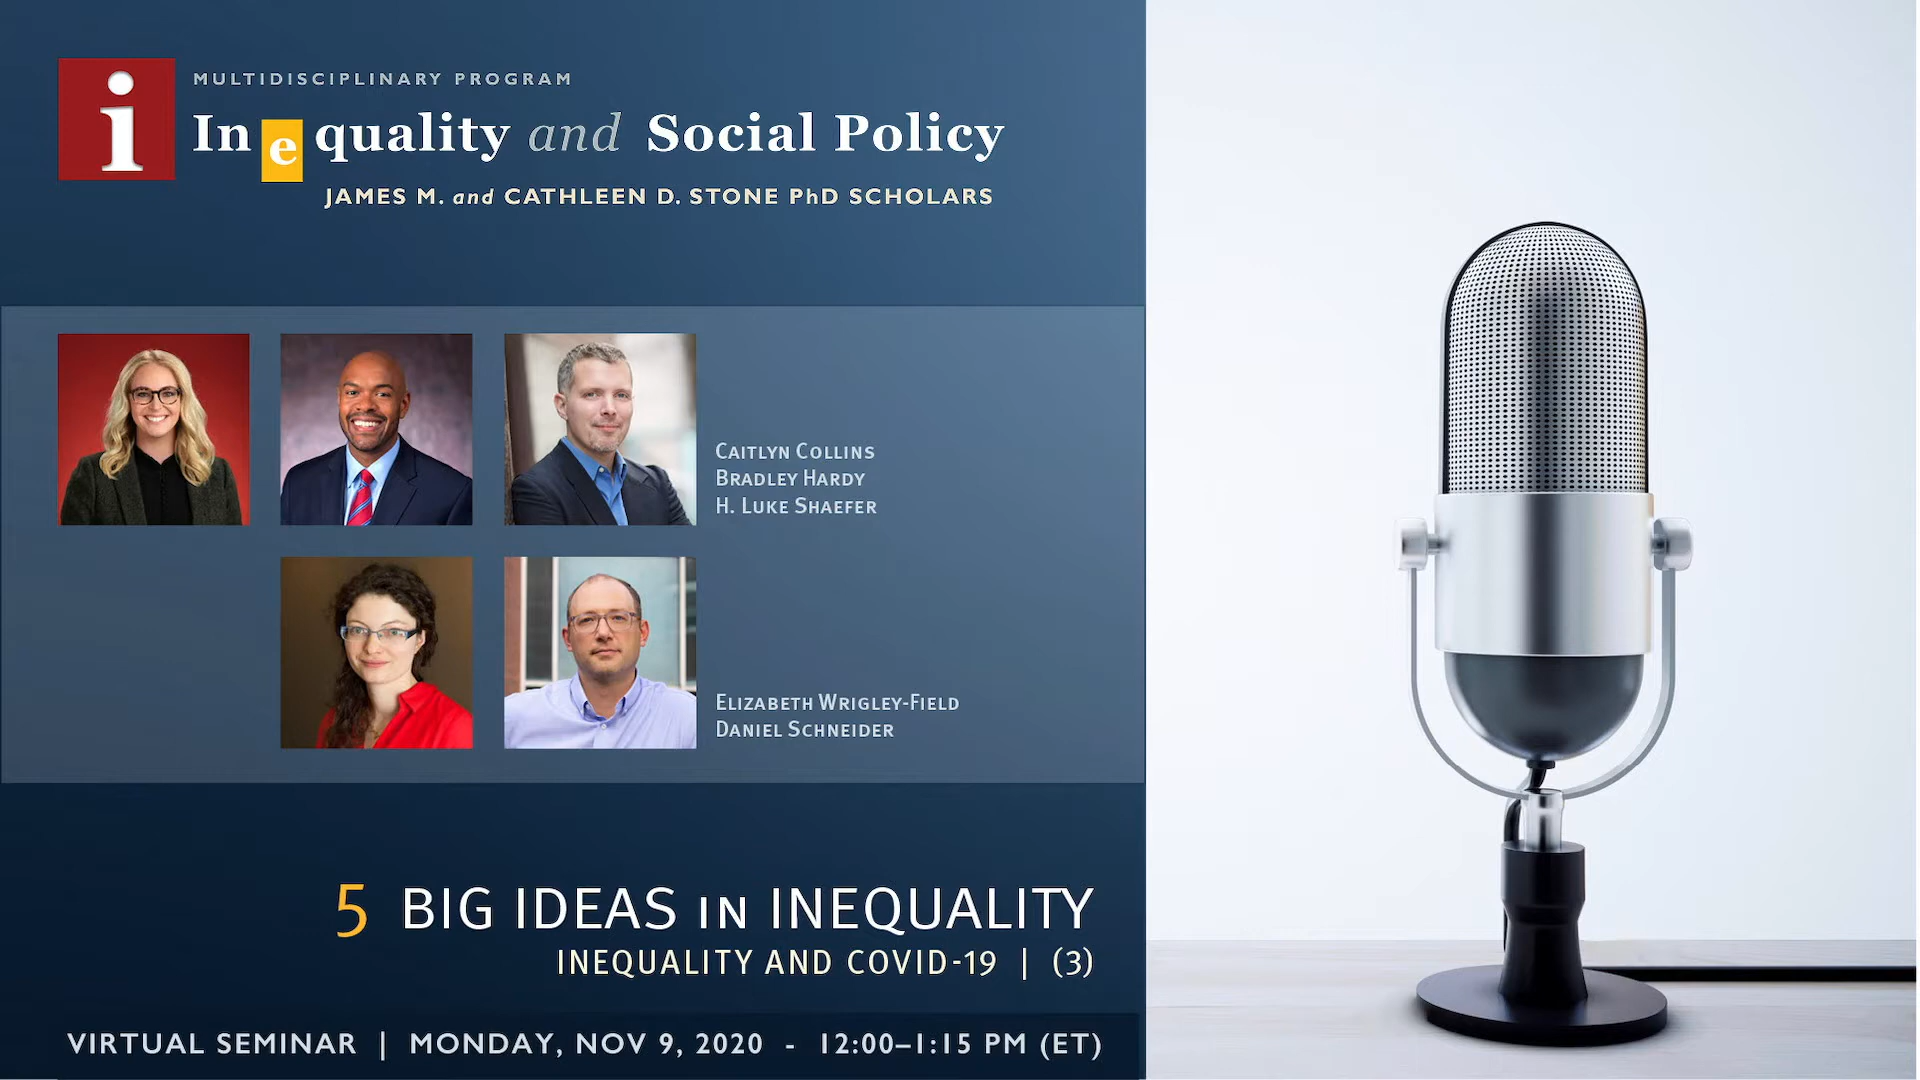 i
MULTIDISCIPLINARY PROGRAM
Inequality and Social Policy
JAMES M. and CATHLEEN D. STONE PhD SCHOLARS
CAITLYN COLLINS
BRADLEY HARDY
H. LUKE SHAEFER
ELIZABETH WRIGLEY-FIELD
DANIEL SCHNEIDER
5 BIG IDEAS IN INEQUALITY
INEQUALITY AND COVID-19 | (3)
VIRTUAL SEMINAR | MONDAY, NOV 9, 2020 - 12:00–1:15 PM (ET)